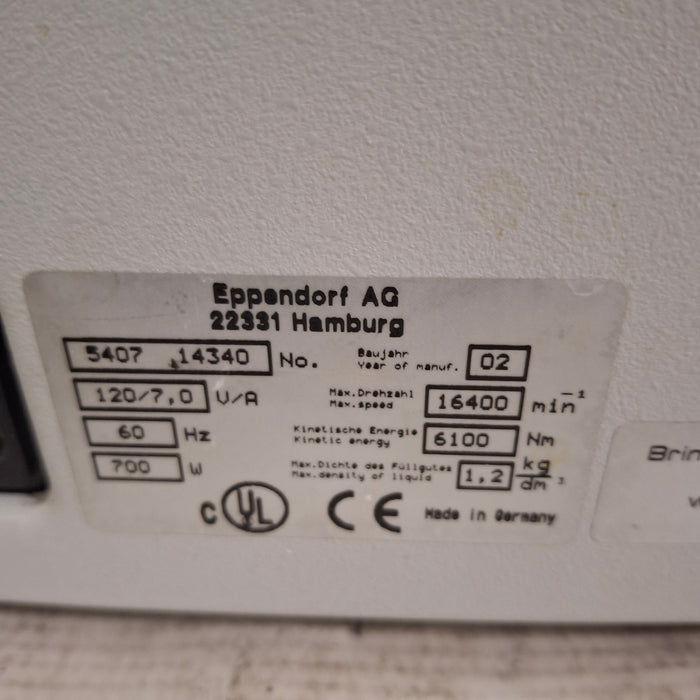 Eppendorf AG
22331 Hamburg
5407 14340 No.
Baujahr
Year of manuf. 02
120/7,0 V/A
Max.Drehzahl
Max.speed 16400 min⁻¹
60 Hz
Kinetische Energie
Kinetic energy 6100 Nm
700 W
Max.Dichte des Füllgutes
Max.density of liquid 1,2 kg/dm³
C UL CE Made in Germany
Brin